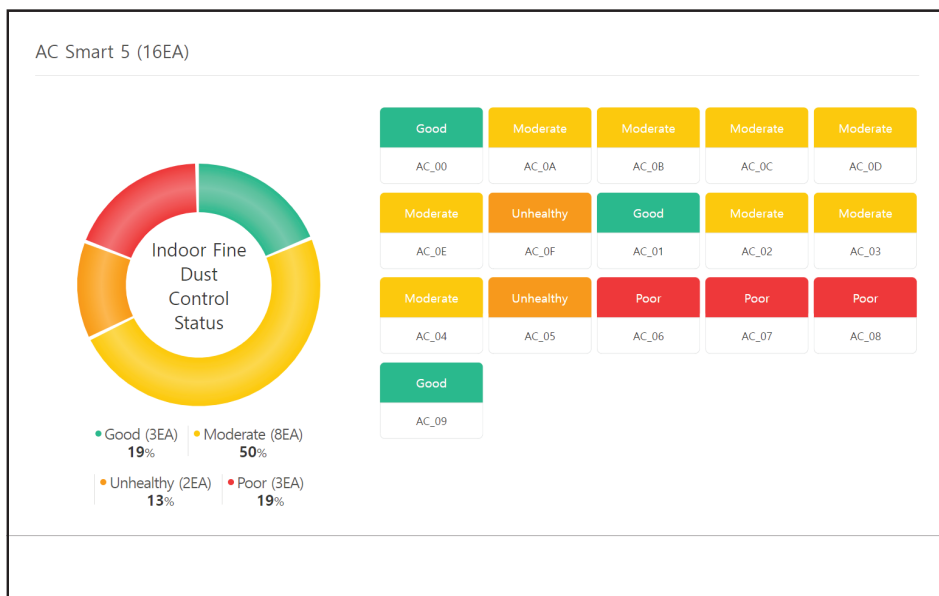 AC Smart 5 (16EA)
Indoor Fine
Dust
Control
Status
Good (3EA)
19%
Moderate (8EA)
50%
Unhealthy (2EA)
13%
Poor (3EA)
19%
Good
AC_00
Moderate
AC_0A
Moderate
AC_0B
Moderate
AC_0C
Moderate
AC_0D
Moderate
AC_0E
Unhealthy
AC_0F
Good
AC_01
Moderate
AC_02
Moderate
AC_03
Moderate
AC_04
Unhealthy
AC_05
Poor
AC_06
Poor
AC_07
Poor
AC_08
Good
AC_09